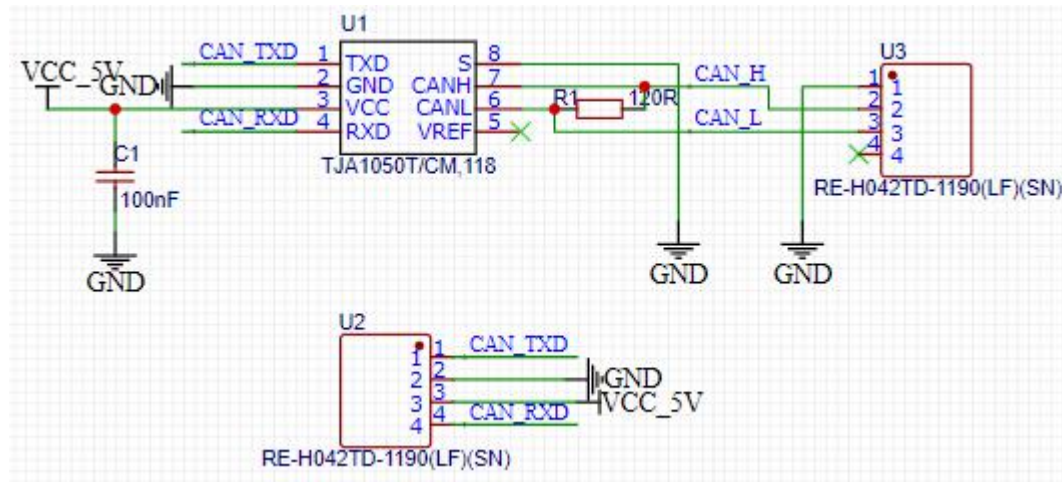 U1
CAN_TXD 1 TXD S 8
VCC_5V GND 2 GND CANH 7 CAN_H
3 VCC CANL 6 R1 120R
CAN_RXD 4 RXD VREF 5 CAN_L
TJA1050T/CM,118
C1
100nF
GND
GND
GND
U3
1 1
2 2
3 3
4 4
RE-H042TD-1190(LF)(SN)
U2
1 1 CAN_TXD
2 2 GND
3 3 VCC_5V
4 4 CAN_RXD
RE-H042TD-1190(LF)(SN)